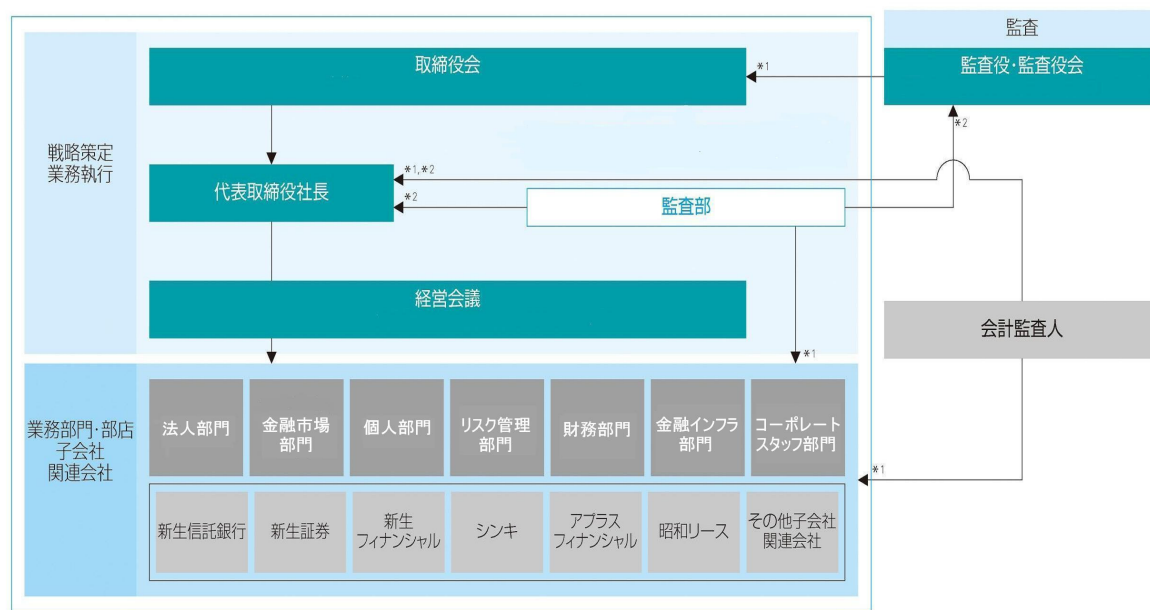 監査
取締役会
*1
監査役・監査役会
*2
戦略策定
業務執行
*1,*2
代表取締役社長
*2
監査部
経営会議
会計監査人
*1
業務部門・部店
子会社
関連会社
法人部門
金融市場
部門
個人部門
リスク管理
部門
財務部門
金融インフラ
部門
コーポレート
スタッフ部門
*1
新生信託銀行
新生証券
新生
フィナンシャル
シンキ
アプラス
フィナンシャル
昭和リース
その他子会社
関連会社